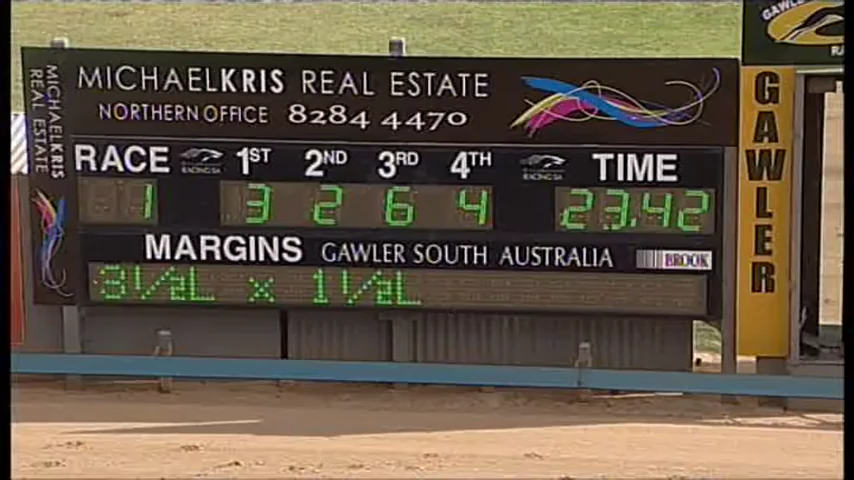 MICHAELKRIS REAL ESTATE
NORTHERN OFFICE 8284 4470
MICHAELKRIS
REAL ESTATE
RACE 1ST 2ND 3RD 4TH TIME
1 3 2 6 4 23.42
MARGINS GAWLER SOUTH AUSTRALIA BROOK
3 1/2L x 1 1/2L
GAWLER
GAWLER